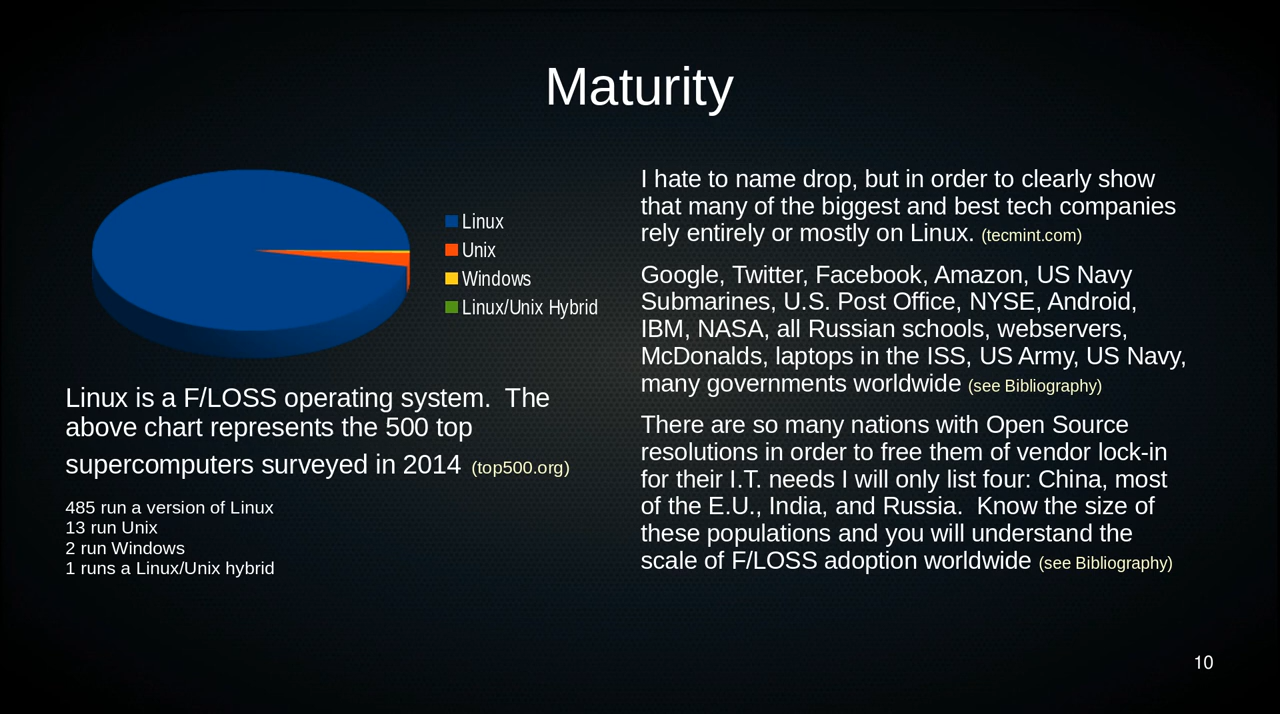 Maturity
Linux
Unix
Windows
Linux/Unix Hybrid
Linux is a F/LOSS operating system.  The
above chart represents the 500 top
supercomputers surveyed in 2014 (top500.org)
485 run a version of Linux
13 run Unix
2 run Windows
1 runs a Linux/Unix hybrid
I hate to name drop, but in order to clearly show
that many of the biggest and best tech companies
rely entirely or mostly on Linux. (tecmint.com)
Google, Twitter, Facebook, Amazon, US Navy
Submarines, U.S. Post Office, NYSE, Android,
IBM, NASA, all Russian schools, webservers,
McDonalds, laptops in the ISS, US Army, US Navy,
many governments worldwide (see Bibliography)
There are so many nations with Open Source
resolutions in order to free them of vendor lock-in
for their I.T. needs I will only list four: China, most
of the E.U., India, and Russia.  Know the size of
these populations and you will understand the
scale of F/LOSS adoption worldwide (see Bibliography)
10